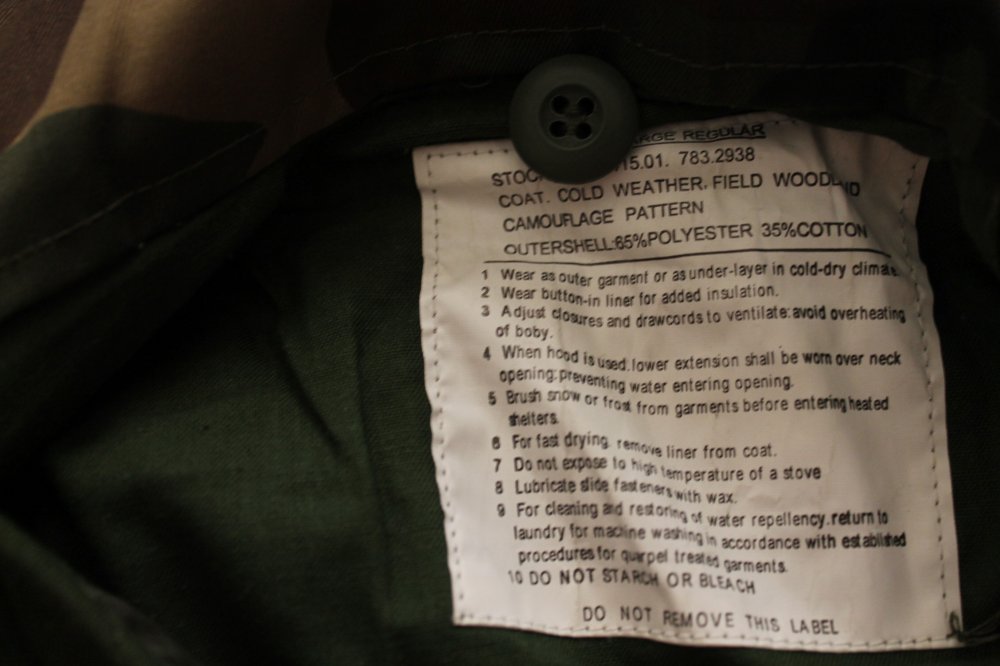 REGULAR
15.01. 783.2938
COAT. COLD WEATHER, FIELD WOODLAND
CAMOUFLAGE PATTERN
OUTERSHELL:65%POLYESTER 35%COTTON
1 Wear as outer garment or as under-layer in cold-dry climate.
2 Wear button-in liner for added insulation.
3 Adjust closures and drawcords to ventilate:avoid overheating
of boby.
4 When hood is used.lower extension shall be worn over neck
opening:preventing water entering opening.
5 Brush snow or frost from garments before entering heated
shelters.
6 For fast drying, remove liner from coat.
7 Do not expose to high temperature of a stove
8 Lubricate slide fasteners with wax.
9 For cleaning and restoring of water repellency.return to
laundry for machine washing in accordance with established
procedures for quarpel treated garments.
10 DO NOT STARCH OR BLEACH
DO NOT REMOVE THIS LABEL